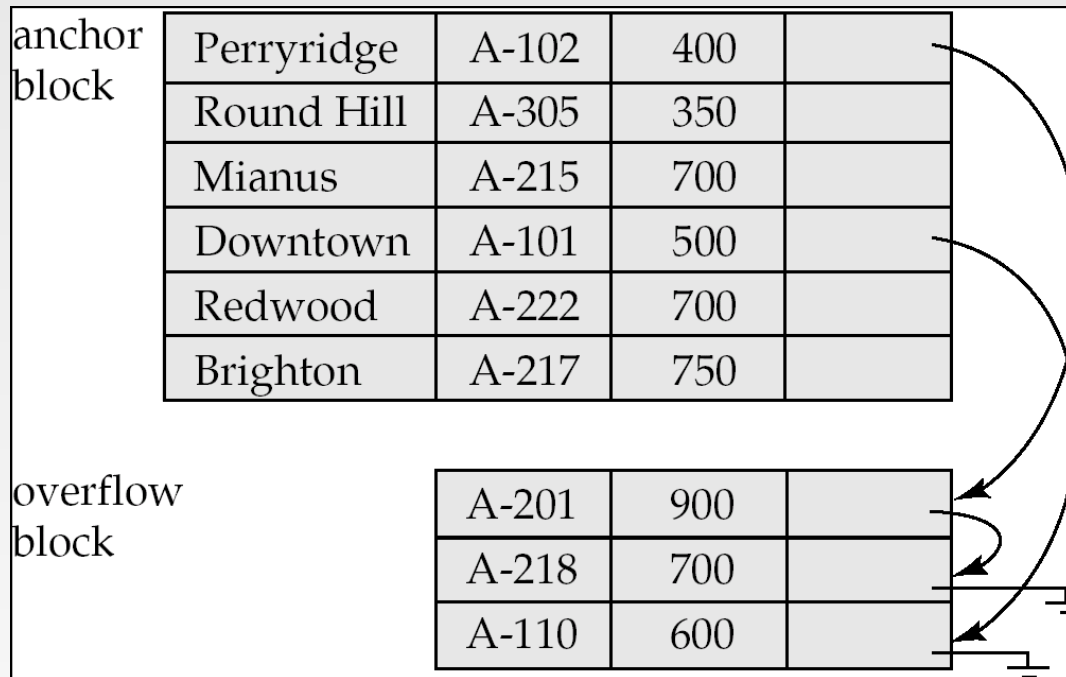 anchor block
Perryridge A-102 400
Round Hill A-305 350
Mianus A-215 700
Downtown A-101 500
Redwood A-222 700
Brighton A-217 750
overflow block
A-201 900
A-218 700
A-110 600